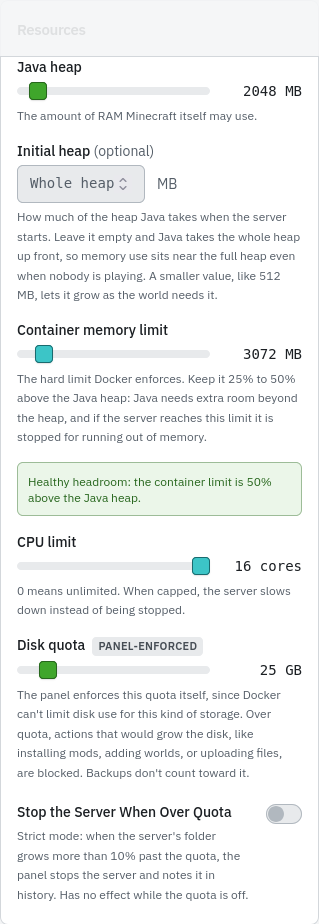 Resources
Java heap
2048 MB
The amount of RAM Minecraft itself may use.
Initial heap (optional)
Whole heap MB
How much of the heap Java takes when the server
starts. Leave it empty and Java takes the whole heap
up front, so memory use sits near the full heap even
when nobody is playing. A smaller value, like 512
MB, lets it grow as the world needs it.
Container memory limit
3072 MB
The hard limit Docker enforces. Keep it 25% to 50%
above the Java heap: Java needs extra room beyond
the heap, and if the server reaches this limit it is
stopped for running out of memory.
Healthy headroom: the container limit is 50%
above the Java heap.
CPU limit
16 cores
0 means unlimited. When capped, the server slows
down instead of being stopped.
Disk quota PANEL-ENFORCED
25 GB
The panel enforces this quota itself, since Docker
can't limit disk use for this kind of storage. Over
quota, actions that would grow the disk, like
installing mods, adding worlds, or uploading files,
are blocked. Backups don't count toward it.
Stop the Server When Over Quota
Strict mode: when the server's folder
grows more than 10% past the quota, the
panel stops the server and notes it in
history. Has no effect while the quota is off.